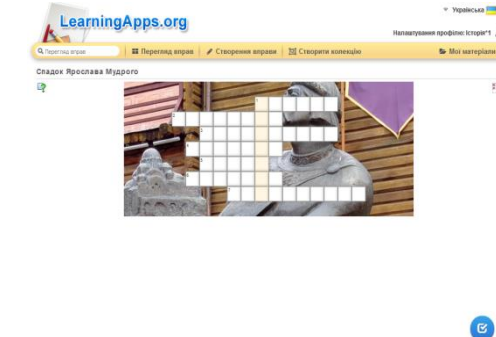 Українська
LearningApps.org
Налаштування профілю: Історія*1
Перегляд вправ
Перегляд вправ
Створення вправи
Створити колекцію
Мої матеріали
Спадок Ярослава Мудрого